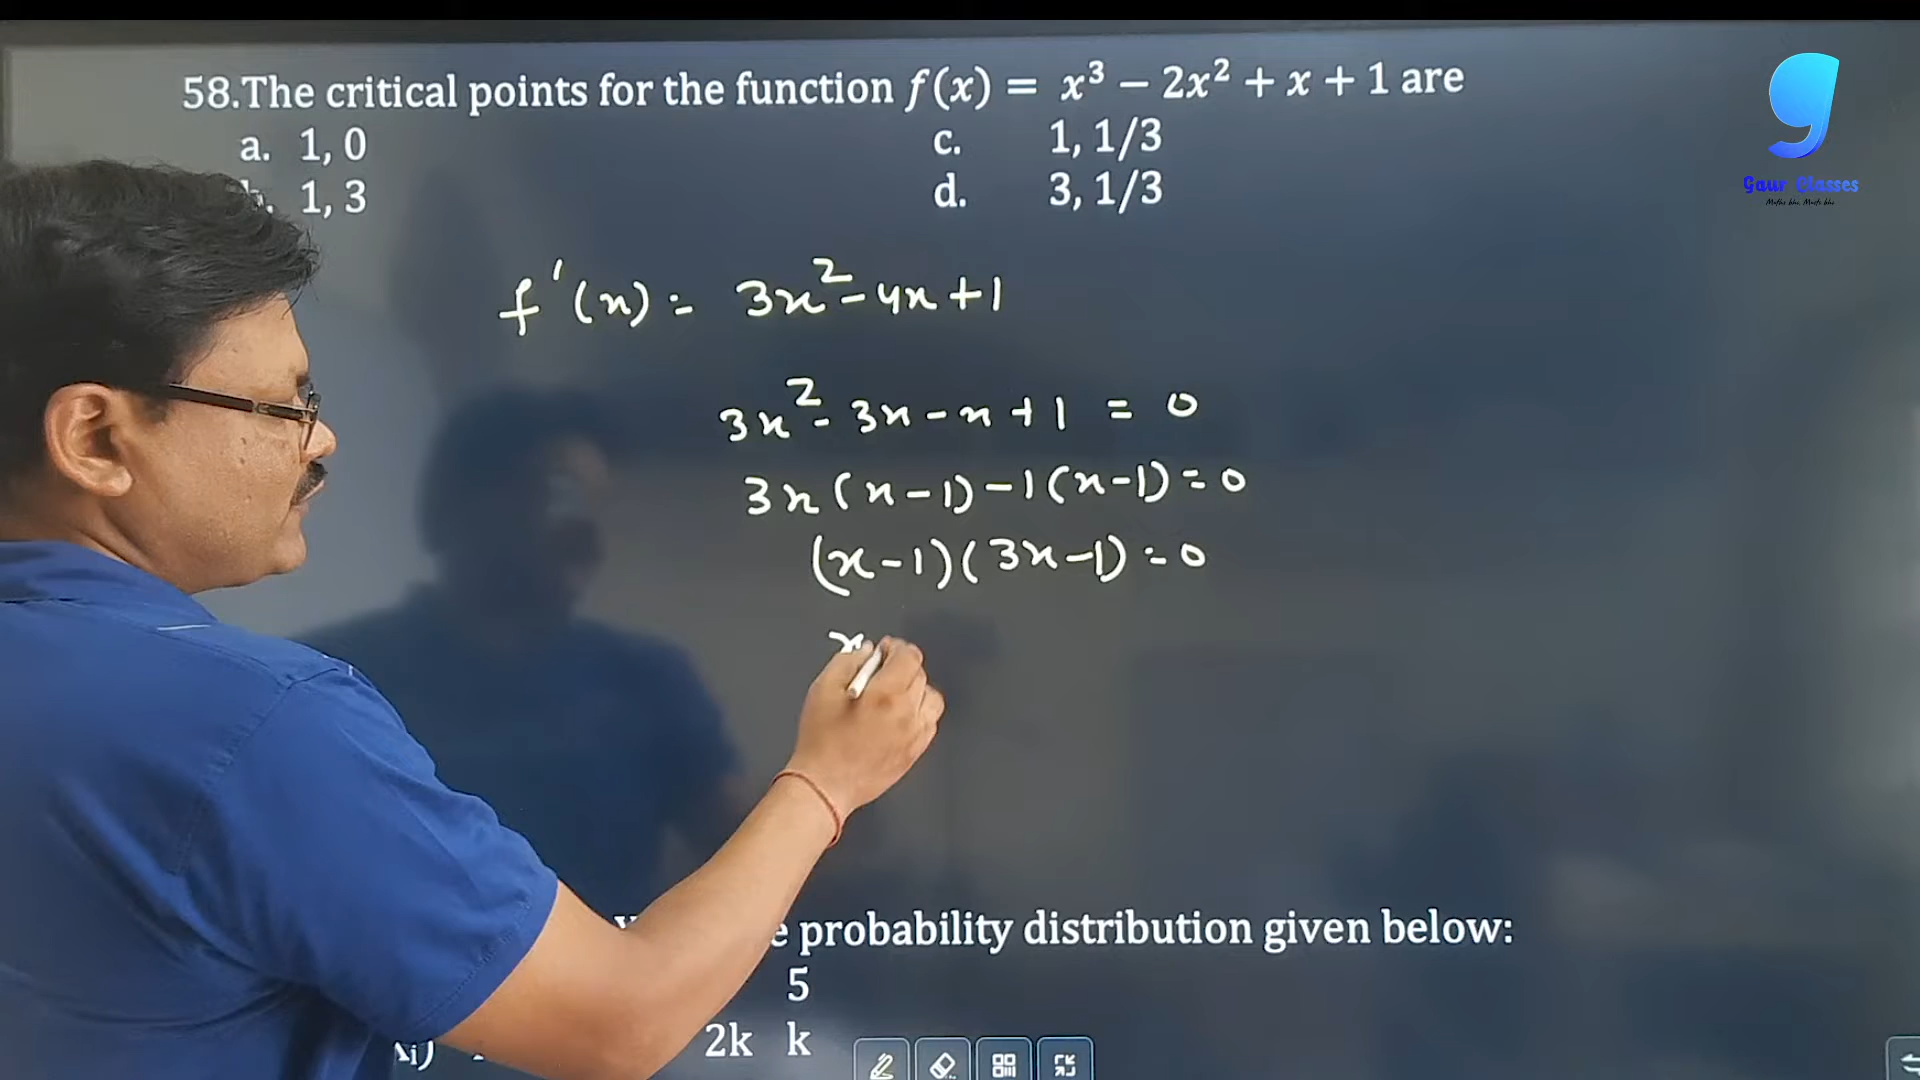 58.The critical points for the function f(x) = x³ − 2x² + x + 1 are
a. 1, 0
c. 1, 1/3
1, 3
d. 3, 1/3
g
Gaur Classes
f'(x) = 3x² - 4x + 1
3x² - 3x - x + 1 = 0
3x(x - 1) - 1(x - 1) = 0
(x - 1)(3x - 1) = 0
x
probability distribution given below:
5
2k k